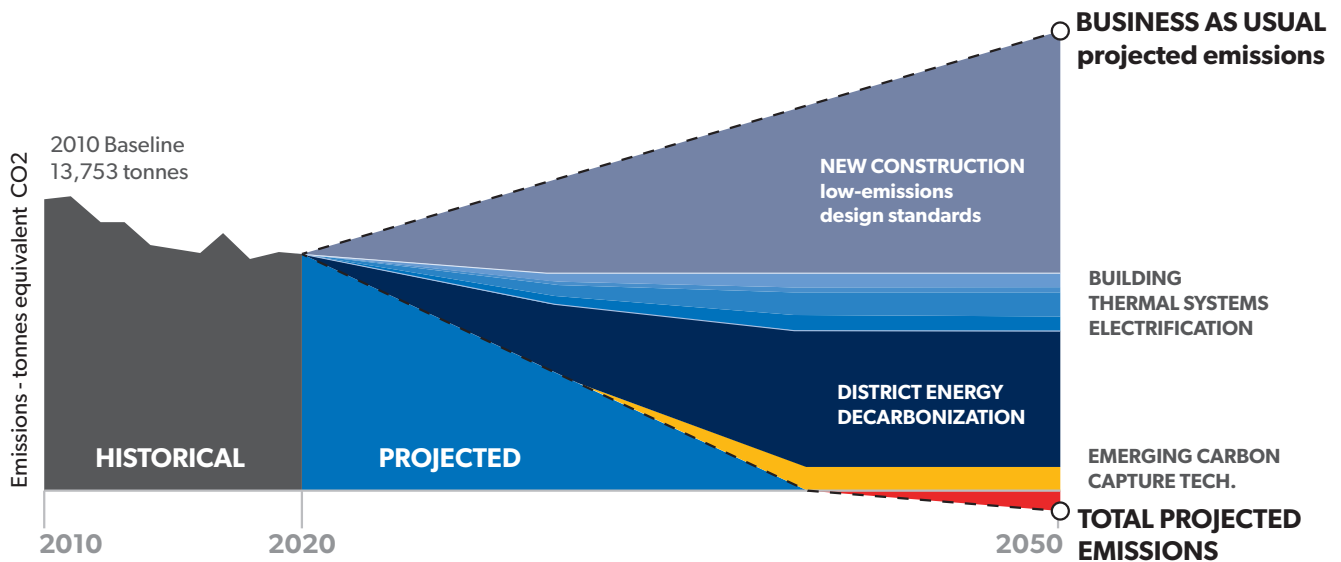 BUSINESS AS USUAL
projected emissions
2010 Baseline
13,753 tonnes
Emissions - tonnes equivalent CO2
NEW CONSTRUCTION
low-emissions
design standards
BUILDING
THERMAL SYSTEMS
ELECTRIFICATION
DISTRICT ENERGY
DECARBONIZATION
HISTORICAL
PROJECTED
EMERGING CARBON
CAPTURE TECH.
TOTAL PROJECTED
EMISSIONS
2010
2020
2050